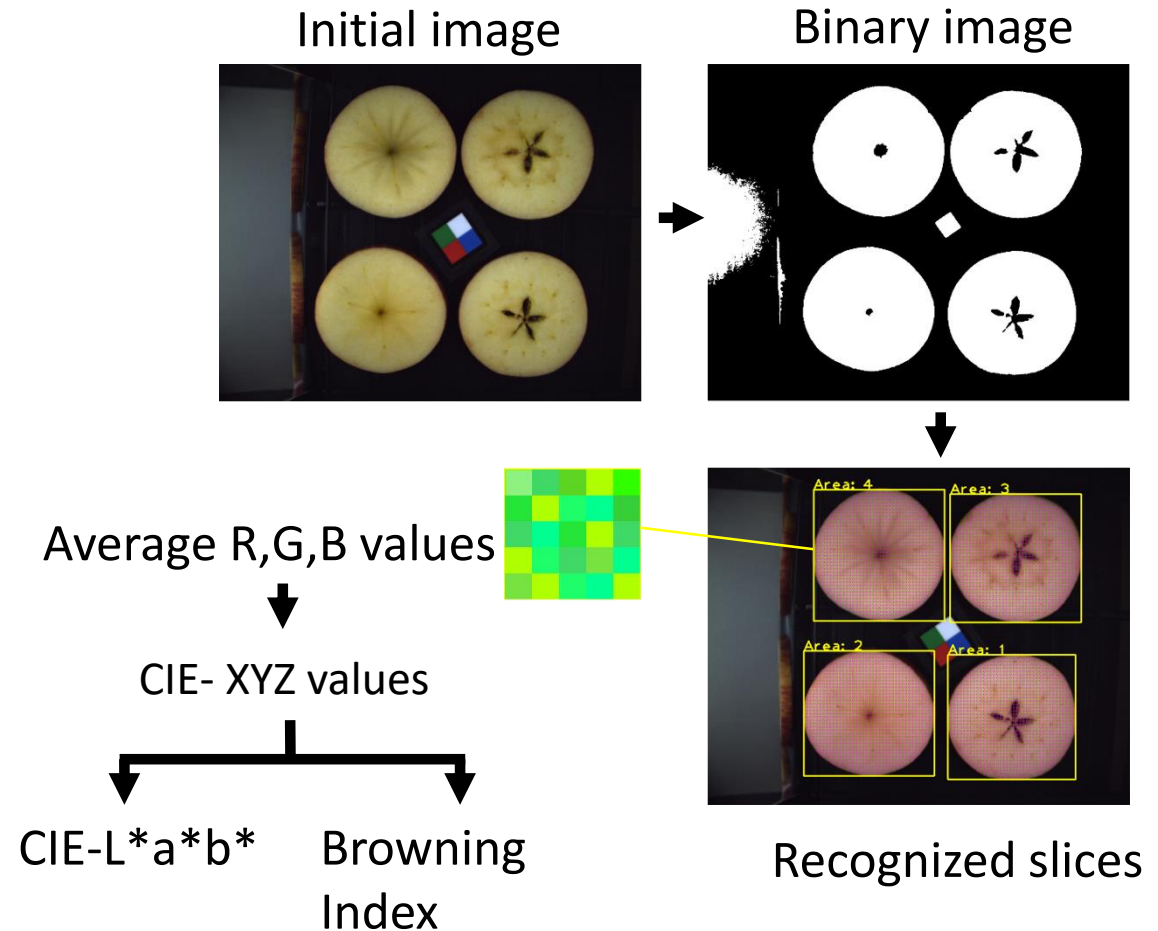 Initial image
Binary image
Area: 4
Area: 3
Area: 2
Area: 1
Average R,G,B values
CIE- XYZ values
CIE-L*a*b*
Browning
Index
Recognized slices